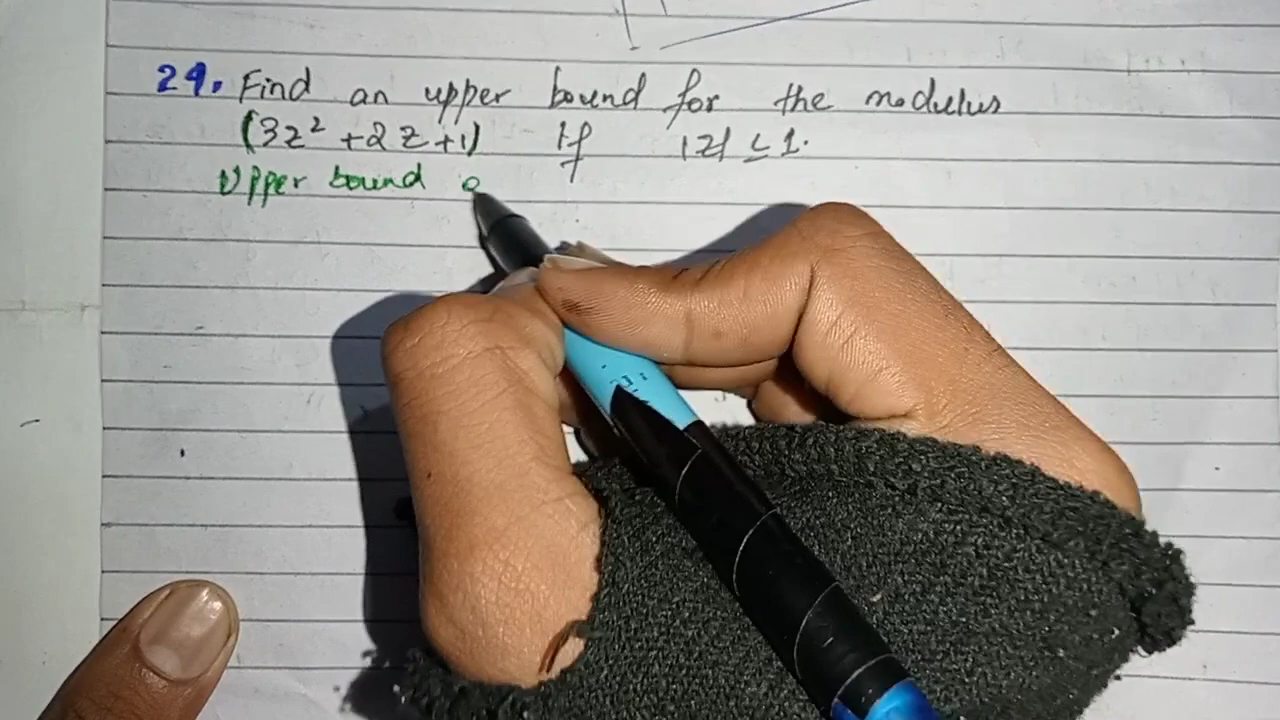 29. Find an upper bound for the modulus
(3z² + 2z + 1) If |z| ≤ 1.
Upper bound o